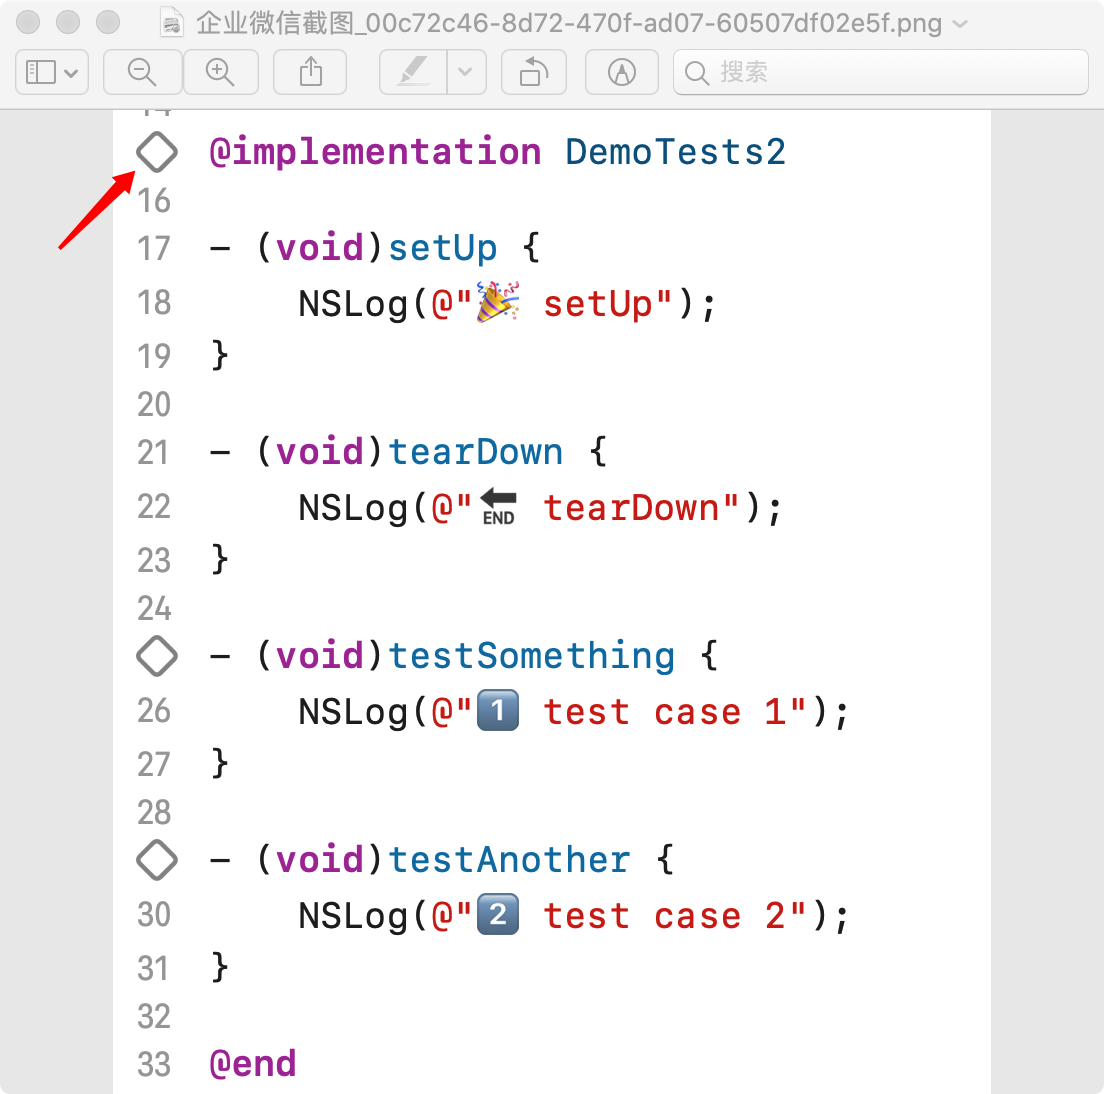 企业微信截图_00c72c46-8d72-470f-ad07-60507df02e5f.png
搜索
@implementation DemoTests2
16
17 - (void)setUp {
18 NSLog(@"🎉 setUp");
19 }
20
21 - (void)tearDown {
22 NSLog(@"🔚 tearDown");
23 }
24
- (void)testSomething {
26 NSLog(@"1️⃣ test case 1");
27 }
28
- (void)testAnother {
30 NSLog(@"2️⃣ test case 2");
31 }
32
33 @end